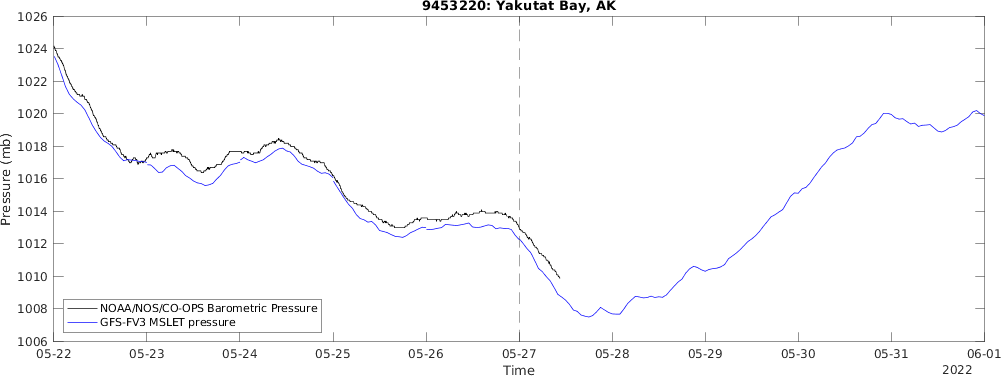 9453220: Yakutat Bay, AK
Pressure (mb)
1026
1024
1022
1020
1018
1016
1014
1012
1010
1008
1006
NOAA/NOS/CO-OPS Barometric Pressure
GFS-FV3 MSLET pressure
05-22 05-23 05-24 05-25 05-26 05-27 05-28 05-29 05-30 05-31 06-01
Time
2022